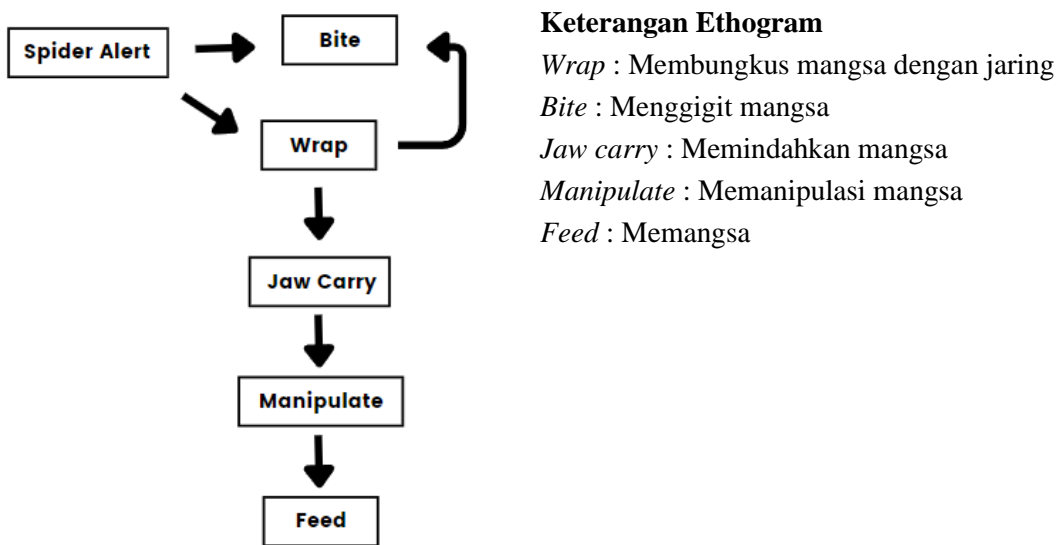 Spider Alert
Bite
Wrap
Jaw Carry
Manipulate
Feed
Keterangan Ethogram
Wrap : Membungkus mangsa dengan jaring
Bite : Menggigit mangsa
Jaw carry : Memindahkan mangsa
Manipulate : Memanipulasi mangsa
Feed : Memangsa